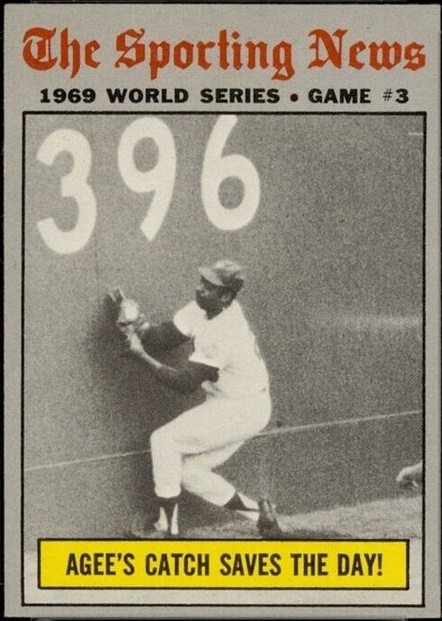 The Sporting News
1969 WORLD SERIES • GAME #3
396
AGEE'S CATCH SAVES THE DAY!